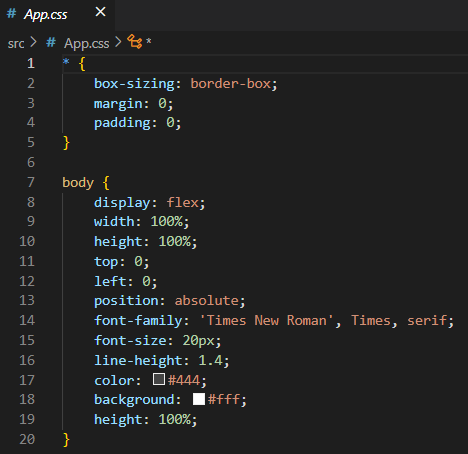 # App.css ×
src > # App.css > *
1 * {
2     box-sizing: border-box;
3     margin: 0;
4     padding: 0;
5 }
6
7 body {
8     display: flex;
9     width: 100%;
10     height: 100%;
11     top: 0;
12     left: 0;
13     position: absolute;
14     font-family: 'Times New Roman', Times, serif;
15     font-size: 20px;
16     line-height: 1.4;
17     color: #444;
18     background: #fff;
19     height: 100%;
20 }